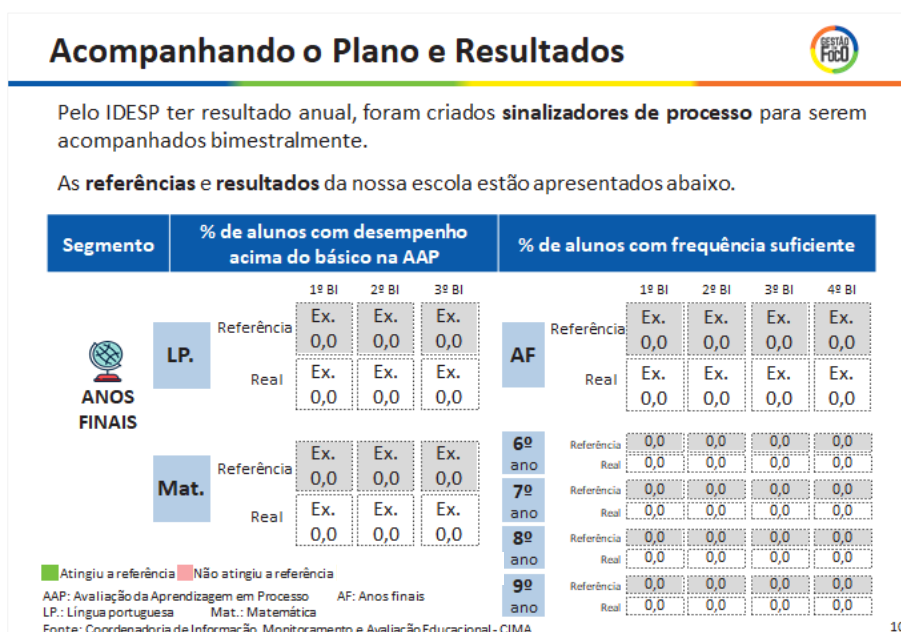 Acompanhando o Plano e Resultados
GESTÃO
EM
FOCO
Pelo IDESP ter resultado anual, foram criados sinalizadores de processo para serem
acompanhados bimestralmente.
As referências e resultados da nossa escola estão apresentados abaixo.
Segmento
% de alunos com desempenho
acima do básico na AAP
% de alunos com frequência suficiente
ANOS
FINAIS
1º BI 2º BI 3º BI
LP.
Referência
Ex. Ex. Ex.
0,0 0,0 0,0
Real
Ex. Ex. Ex.
0,0 0,0 0,0
Mat.
Referência
Ex. Ex. Ex.
0,0 0,0 0,0
Real
Ex. Ex. Ex.
0,0 0,0 0,0
1º BI 2º BI 3º BI 4º BI
AF
Referência
Ex. Ex. Ex. Ex.
0,0 0,0 0,0 0,0
Real
Ex. Ex. Ex. Ex.
0,0 0,0 0,0 0,0
6º
ano
Referência 0,0 0,0 0,0 0,0
Real 0,0 0,0 0,0 0,0
7º
ano
Referência 0,0 0,0 0,0 0,0
Real 0,0 0,0 0,0 0,0
8º
ano
Referência 0,0 0,0 0,0 0,0
Real 0,0 0,0 0,0 0,0
9º
ano
Referência 0,0 0,0 0,0 0,0
Real 0,0 0,0 0,0 0,0
Atingiu a referência Não atingiu a referência
AAP: Avaliação da Aprendizagem em Processo AF: Anos finais
LP.: Língua portuguesa Mat.: Matemática
Fonte: Coordenadoria de Informação, Monitoramento e Avaliação Educacional - CIMA
10